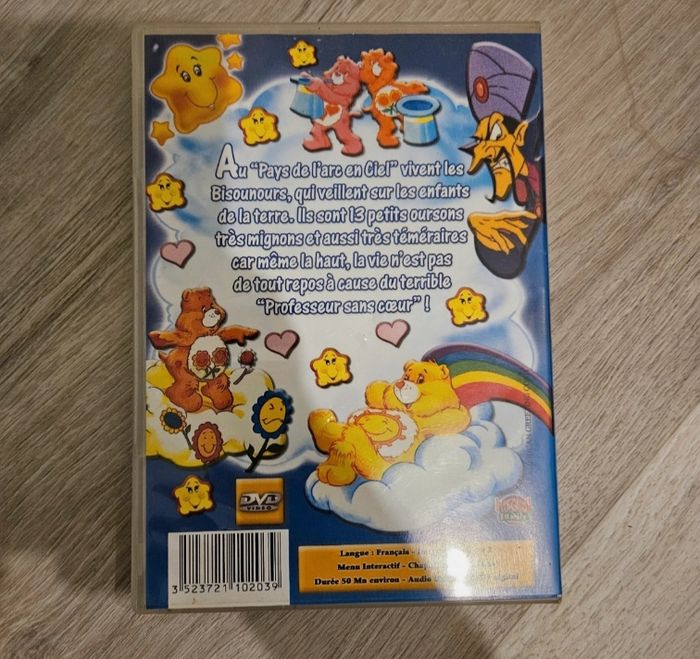 Au "Pays de l'arc en Ciel" vivent les
Bisounours, qui veillent sur les enfants
de la terre. Ils sont 13 petits oursons
très mignons et aussi très téméraires
car même la haut, la vie n'est pas
de tout repos à cause du terrible
"Professeur sans cœur" !
DVD
VIDEO
Langue : Français -
Menu Interactif -
Durée 50 Mn environ - Audio
3 523721 102039